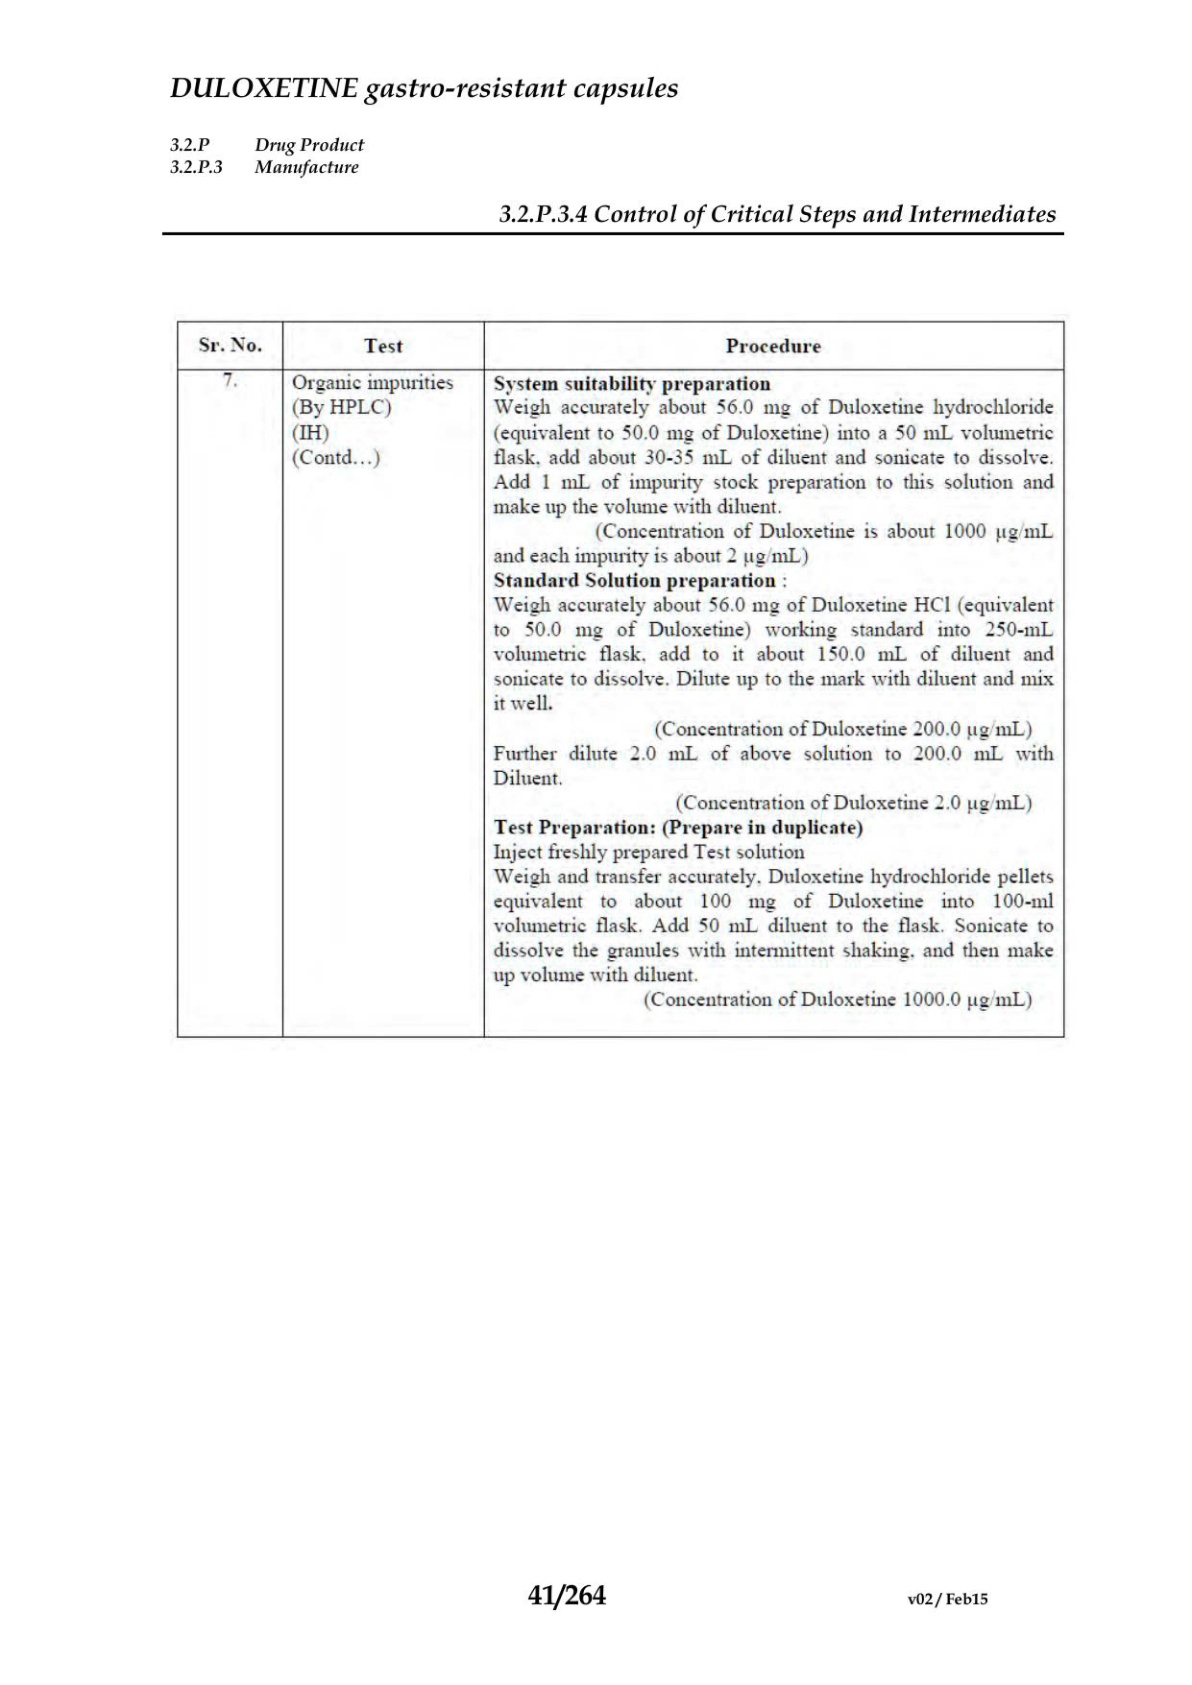 DULOXETINE gastro-resistant capsules
3.2.P Drug Product
3.2.P.3 Manufacture
3.2.P.3.4 Control of Critical Steps and Intermediates
Sr. No. Test Procedure
7. Organic impurities
(By HPLC)
(IH)
(Contd...)
System suitability preparation
Weigh accurately about 56.0 mg of Duloxetine hydrochloride
(equivalent to 50.0 mg of Duloxetine) into a 50 mL volumetric
flask, add about 30-35 mL of diluent and sonicate to dissolve.
Add 1 mL of impurity stock preparation to this solution and
make up the volume with diluent.
(Concentration of Duloxetine is about 1000 µg/mL
and each impurity is about 2 µg/mL)
Standard Solution preparation :
Weigh accurately about 56.0 mg of Duloxetine HCl (equivalent
to 50.0 mg of Duloxetine) working standard into 250-mL
volumetric flask, add to it about 150.0 mL of diluent and
sonicate to dissolve. Dilute up to the mark with diluent and mix
it well.
(Concentration of Duloxetine 200.0 µg/mL)
Further dilute 2.0 mL of above solution to 200.0 mL with
Diluent.
(Concentration of Duloxetine 2.0 µg/mL)
Test Preparation: (Prepare in duplicate)
Inject freshly prepared Test solution
Weigh and transfer accurately, Duloxetine hydrochloride pellets
equivalent to about 100 mg of Duloxetine into 100-ml
volumetric flask. Add 50 mL diluent to the flask. Sonicate to
dissolve the granules with intermittent shaking, and then make
up volume with diluent.
(Concentration of Duloxetine 1000.0 µg/mL)
41/264
v02 / Feb15